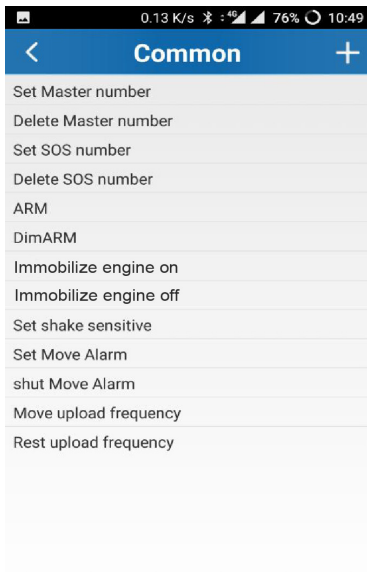 0.13 K/s 4G 76% 10:49
Common
Set Master number
Delete Master number
Set SOS number
Delete SOS number
ARM
DimARM
Immobilize engine on
Immobilize engine off
Set shake sensitive
Set Move Alarm
shut Move Alarm
Move upload frequency
Rest upload frequency